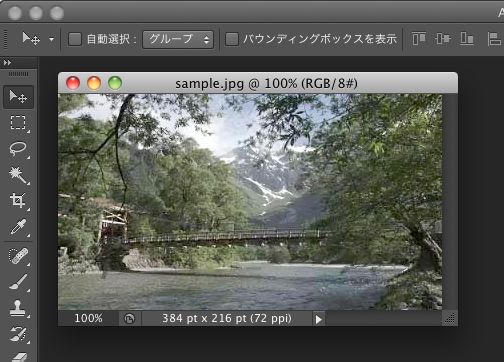 自動選択： グループ バウンディングボックスを表示
sample.jpg @ 100% (RGB/8#)
100% 384 pt x 216 pt (72 ppi)